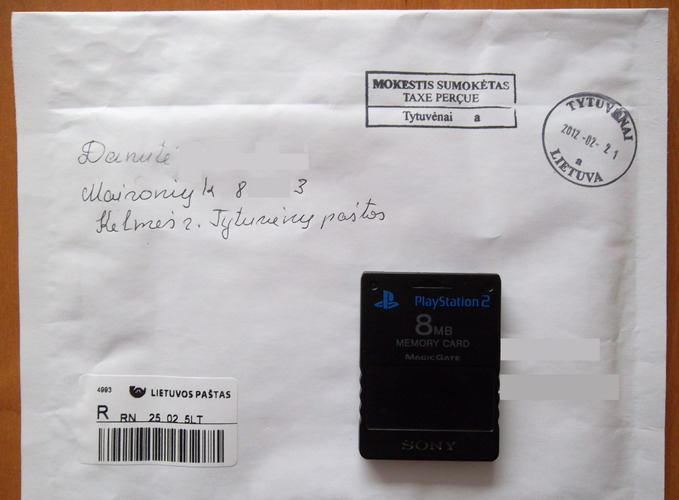 MOKESTIS SUMOKĖTAS
TAXE PERÇUE
Tytuvėnai a
TYTUVĖNAI
2012-02-21
a
LIETUVA
Danutė
Maironių k 8 3
Kelmės r. Tytuvėnų paštas
PlayStation 2
8MB
MEMORY CARD
MAGICGATE
SONY
4993 LIETUVOS PAŠTAS
R RN 25 02 5LT